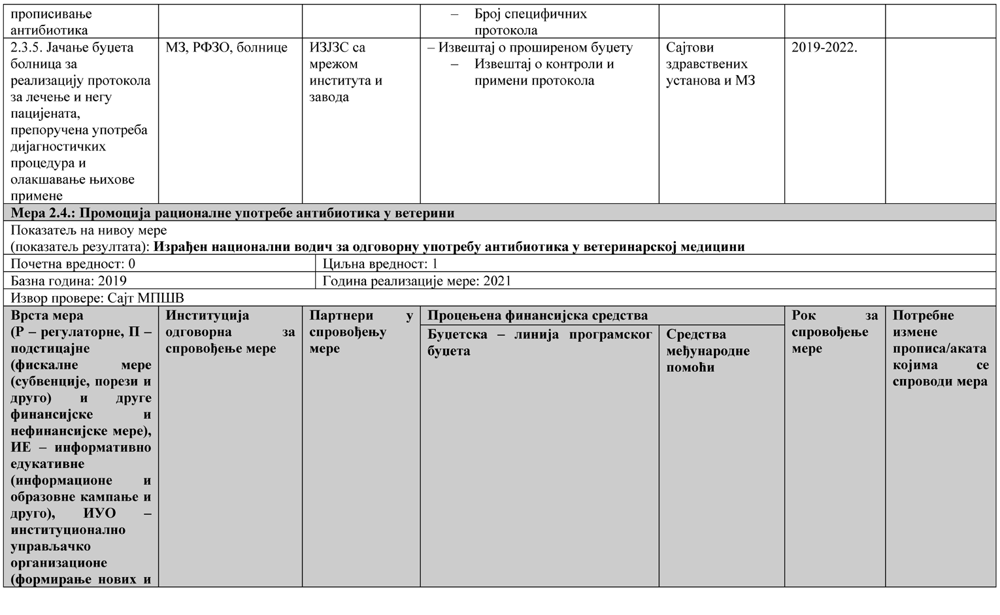 прописивање
антибиотика
– Број специфичних
протокола
2.3.5. Јачање буџета
болница за
реализацију протокола
за лечење и негу
пацијената,
препоручена употреба
дијагностичких
процедура и
олакшавање њихове
примене
МЗ, РФЗО, болнице
ИЗЈЗС са
мрежом
института и
завода
– Извештај о проширеном буџету
– Извештај о контроли и
примени протокола
Сајтови
здравствених
установа и МЗ
2019-2022.
Мера 2.4.: Промоција рационалне употребе антибиотика у ветерини
Показатељ на нивоу мере
(показатељ резултата): Израђен национални водич за одговорну употребу антибиотика у ветеринарској медицини
Почетна вредност: 0
Циљна вредност: 1
Базна година: 2019
Година реализације мере: 2021
Извор провере: Сајт МПШВ
Врста мера
(Р – регулаторне, П –
подстицајне
(фискалне мере
(субвенције, порези и
друго) и друге
финансијске и
нефинансијске мере),
ИЕ – информативно
едукативне
(информационе и
образовне кампање и
друго), ИУО –
институционално
управљачко
организационе
(формирање нових и
Институција
одговорна за
спровођење мере
Партнери у
спровођењу
мере
Процењена финансијска средства
Буџетска – линија програмског
буџета
Средства
међународне
помоћи
Рок за
спровођење
мере
Потребне
измене
прописа/аката
којима се
спроводи мера